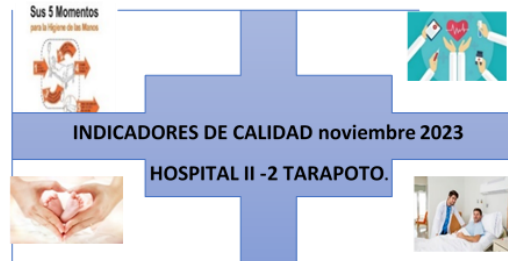 Sus 5 Momentos
para la Higiene de las Manos
INDICADORES DE CALIDAD noviembre 2023
HOSPITAL II -2 TARAPOTO.